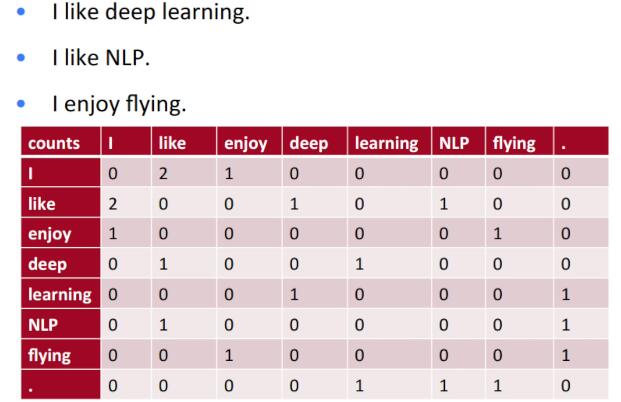 I like deep learning.
I like NLP.
I enjoy flying.
counts I like enjoy deep learning NLP flying .
I 0 2 1 0 0 0 0 0
like 2 0 0 1 0 1 0 0
enjoy 1 0 0 0 0 0 1 0
deep 0 1 0 0 1 0 0 0
learning 0 0 0 1 0 0 0 1
NLP 0 1 0 0 0 0 0 1
flying 0 0 1 0 0 0 0 1
. 0 0 0 0 1 1 1 0